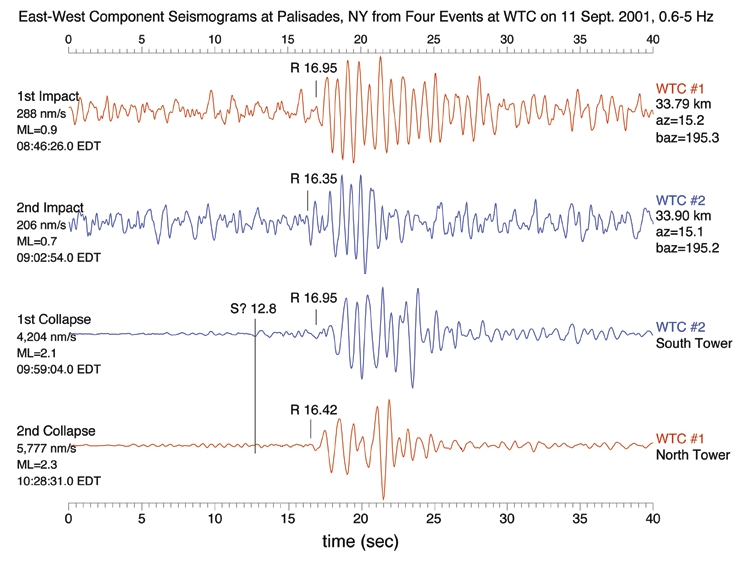 East-West Component Seismograms at Palisades, NY from Four Events at WTC on 11 Sept. 2001, 0.6-5 Hz
0 5 10 15 20 25 30 35 40
R 16.95
1st Impact
288 nm/s
ML=0.9
08:46:26.0 EDT
WTC #1
33.79 km
az=15.2
baz=195.3
R 16.35
2nd Impact
206 nm/s
ML=0.7
09:02:54.0 EDT
WTC #2
33.90 km
az=15.1
baz=195.2
S? 12.8
R 16.95
1st Collapse
4,204 nm/s
ML=2.1
09:59:04.0 EDT
WTC #2
South Tower
R 16.42
2nd Collapse
5,777 nm/s
ML=2.3
10:28:31.0 EDT
WTC #1
North Tower
0 5 10 15 20 25 30 35 40
time (sec)